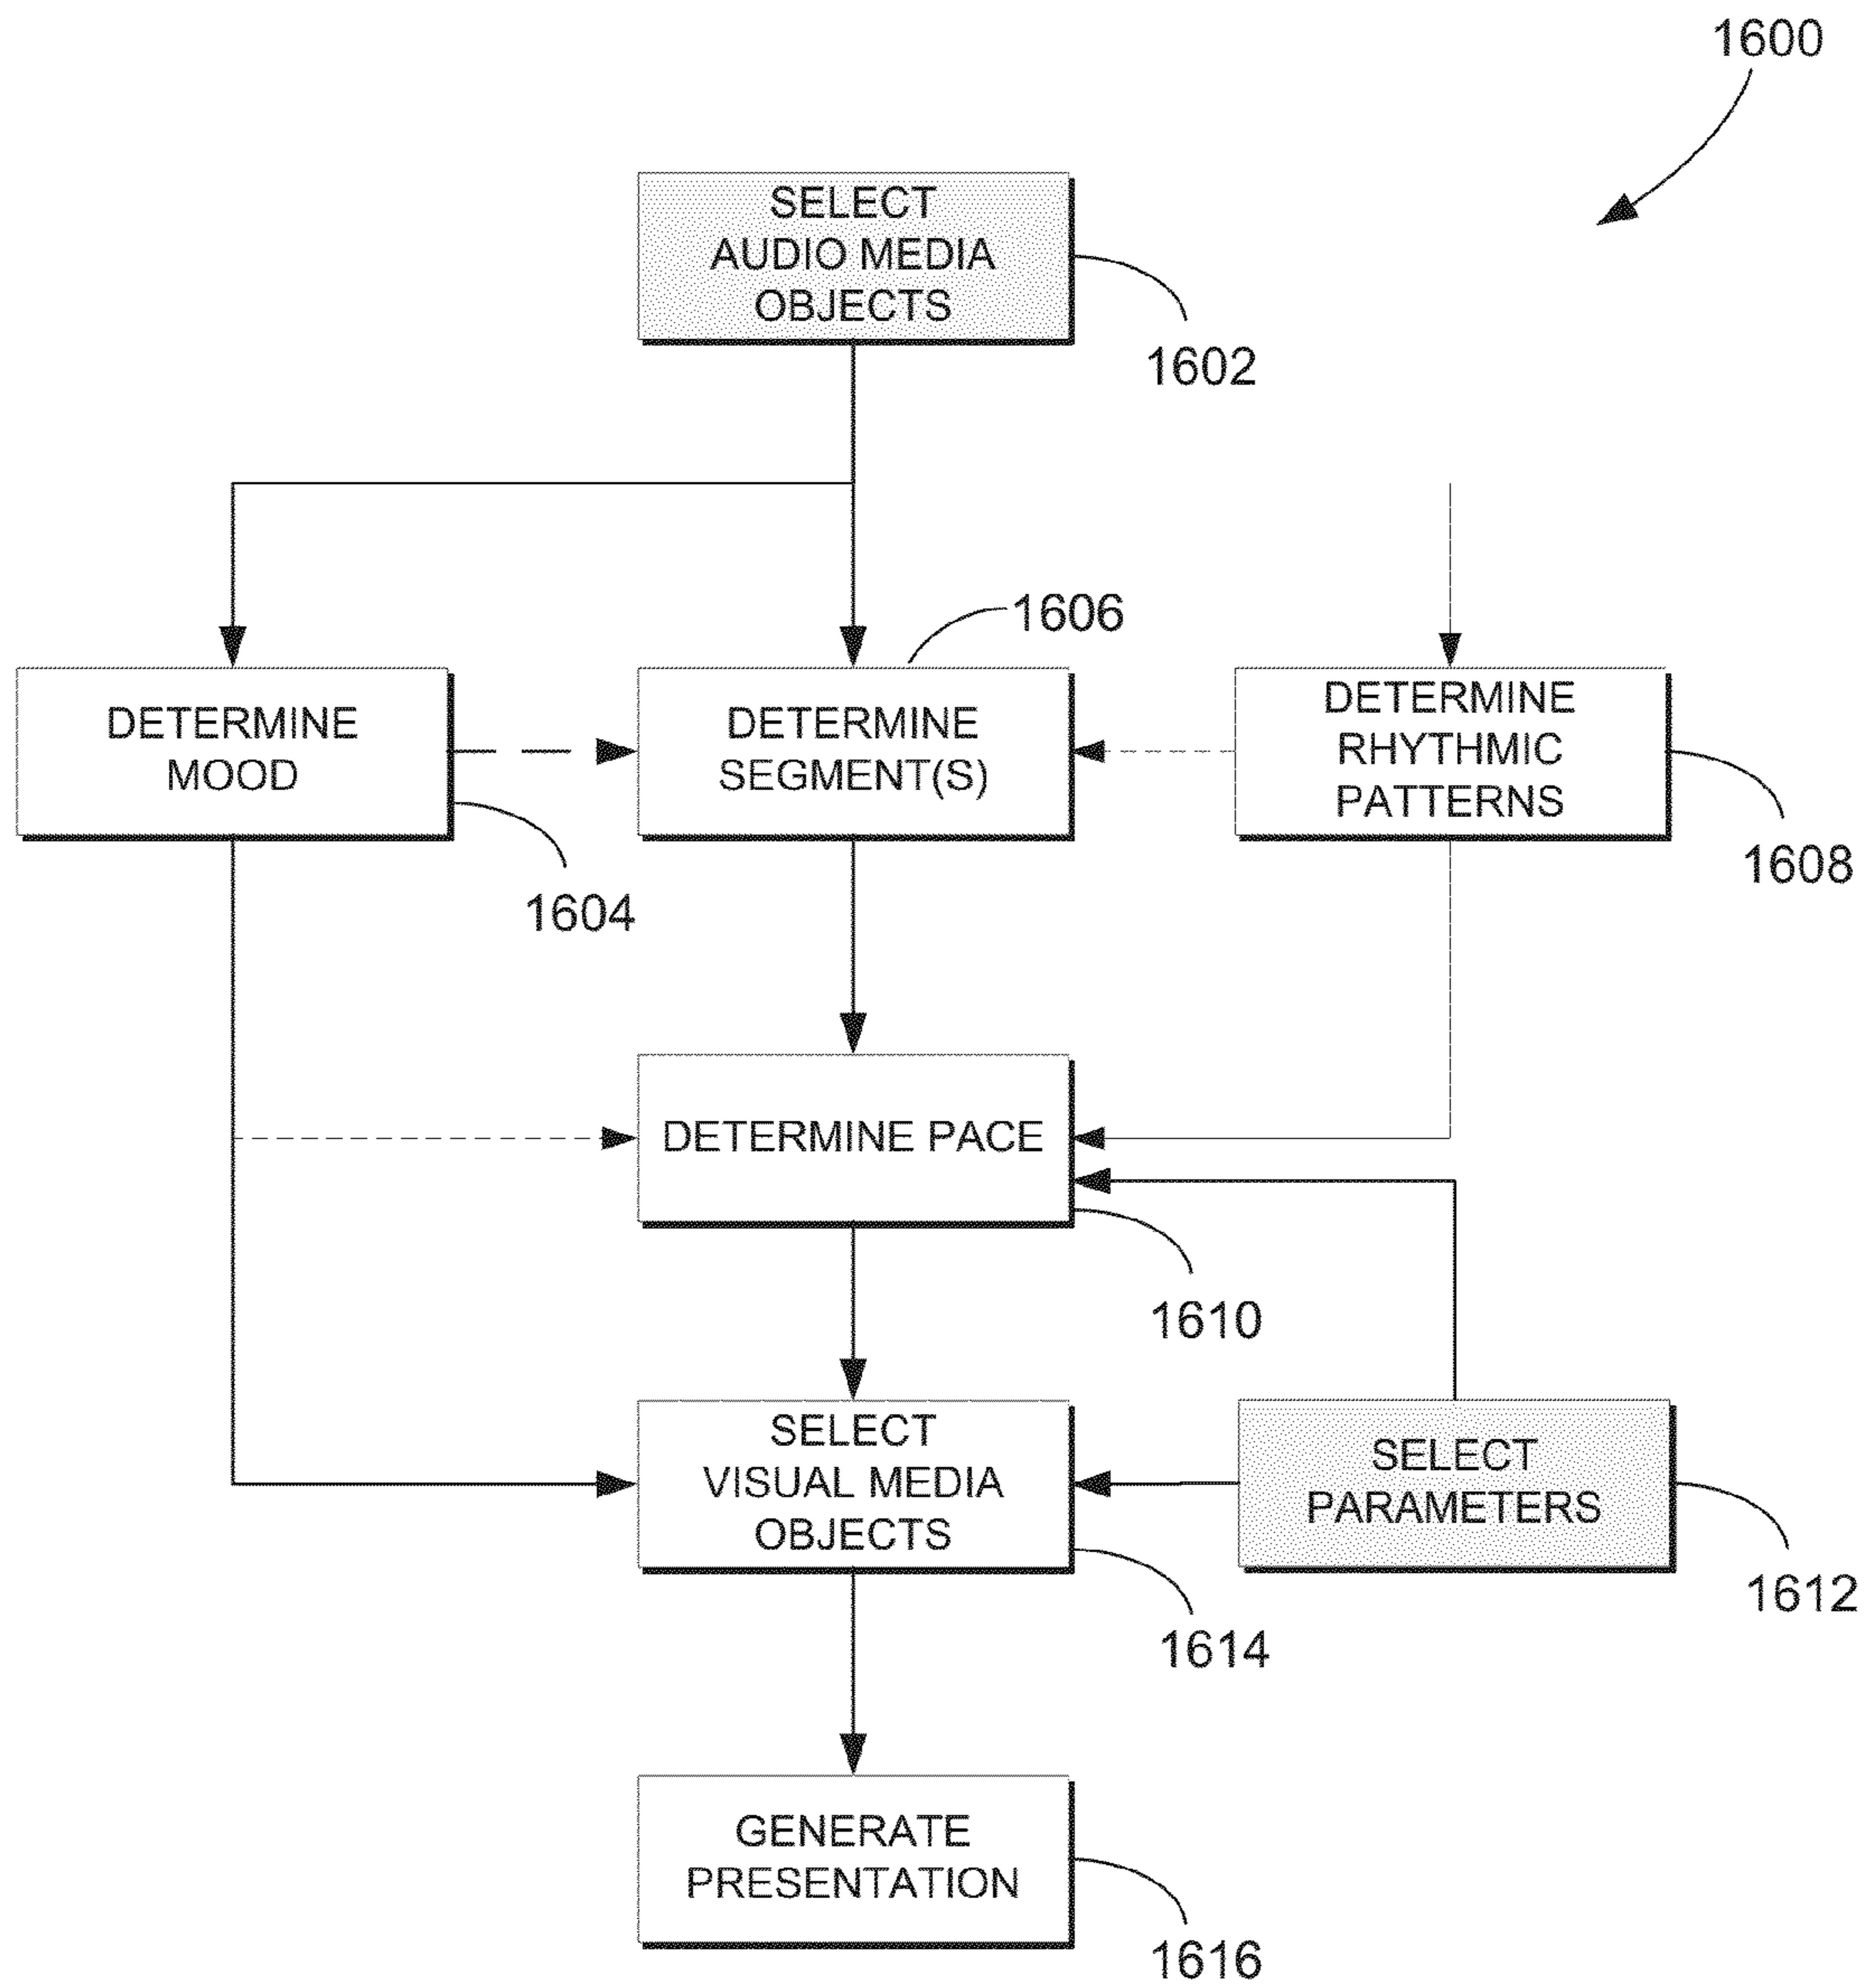 1600
SELECT
AUDIO MEDIA
OBJECTS
1602
1606
DETERMINE
MOOD
1604
DETERMINE
SEGMENT(S)
DETERMINE
RHYTHMIC
PATTERNS
1608
DETERMINE PACE
1610
SELECT
VISUAL MEDIA
OBJECTS
1614
SELECT
PARAMETERS
1612
GENERATE
PRESENTATION
1616